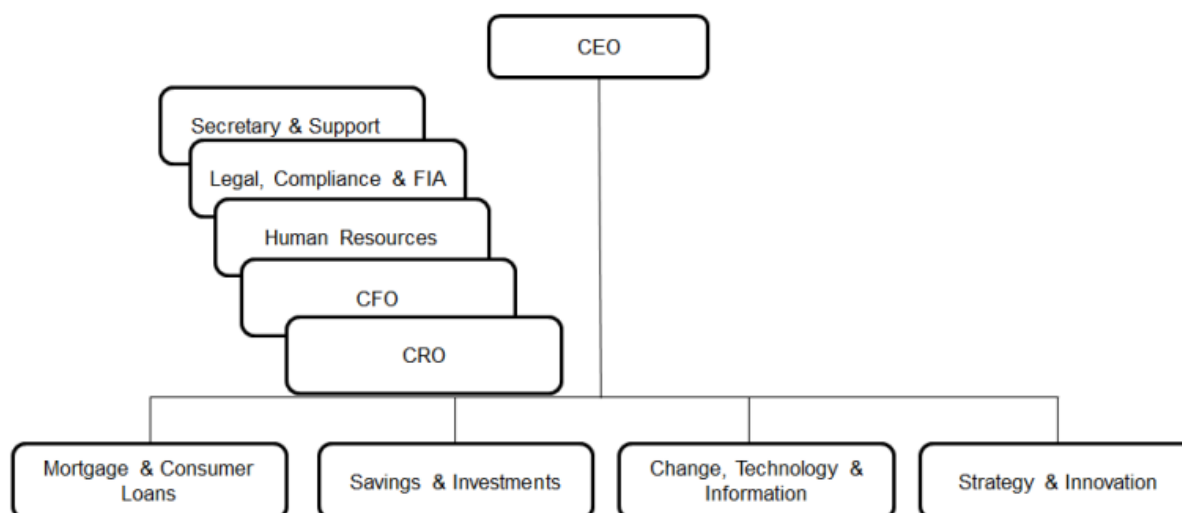 CEO
Secretary & Support
Legal, Compliance & FIA
Human Resources
CFO
CRO
Mortgage & Consumer
Loans
Savings & Investments
Change, Technology &
Information
Strategy & Innovation